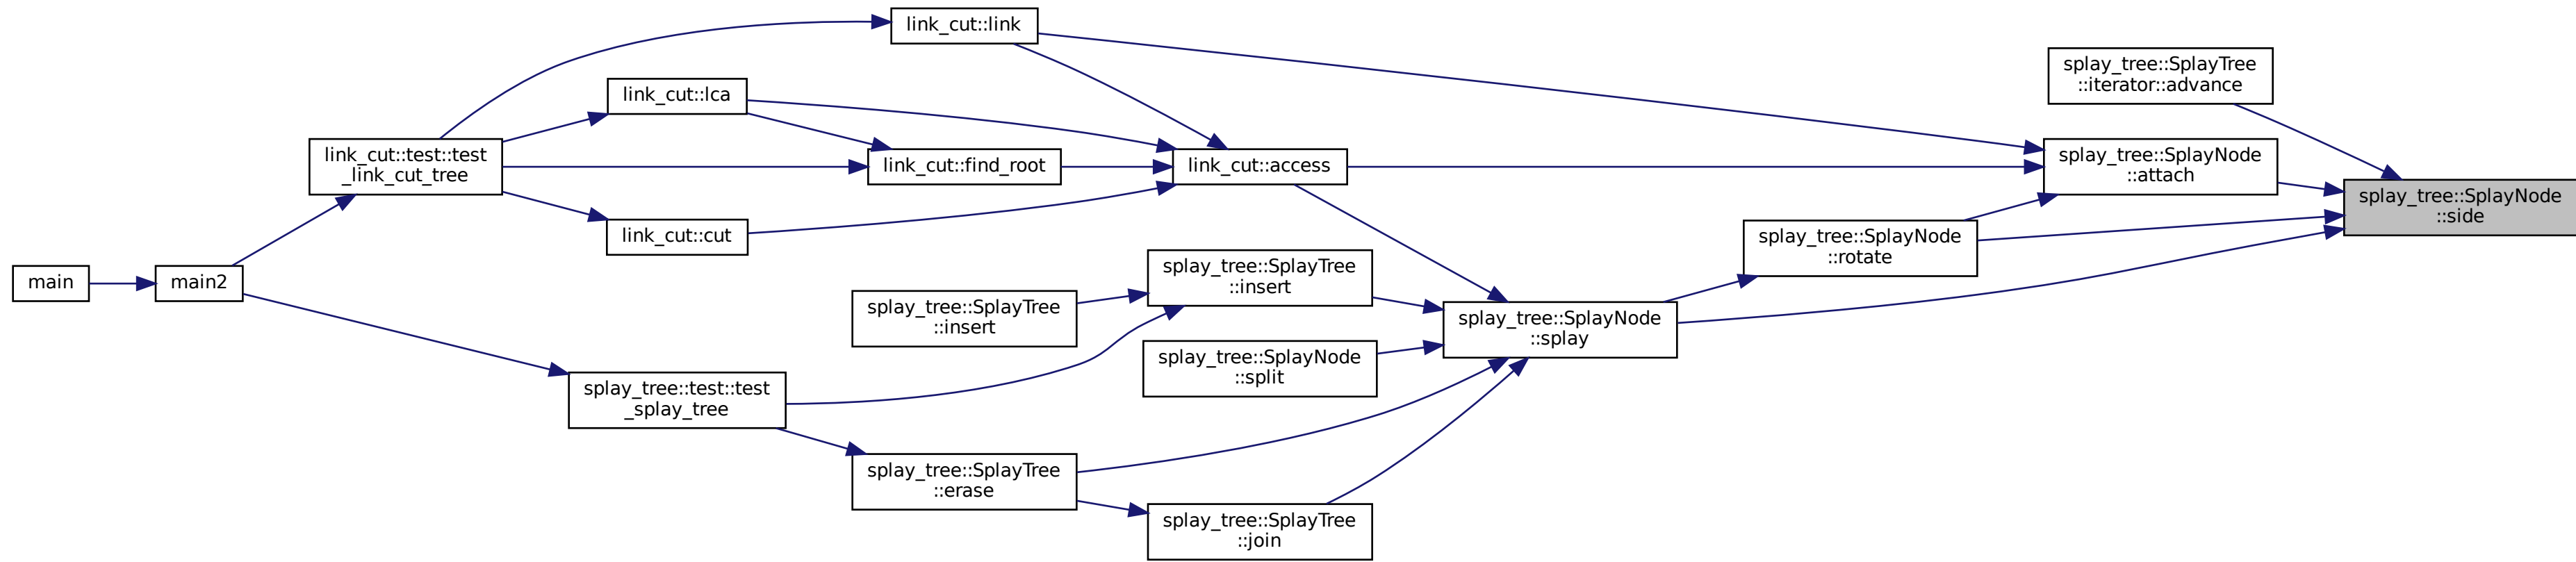 link_cut::link
splay_tree::SplayTree
::iterator::advance
link_cut::lca
link_cut::test::test
_link_cut_tree
link_cut::find_root
link_cut::access
splay_tree::SplayNode
::attach
splay_tree::SplayNode
::side
link_cut::cut
splay_tree::SplayNode
::rotate
main
main2
splay_tree::SplayTree
::insert
splay_tree::SplayTree
::insert
splay_tree::SplayNode
::splay
splay_tree::SplayNode
::split
splay_tree::test::test
_splay_tree
splay_tree::SplayTree
::erase
splay_tree::SplayTree
::join